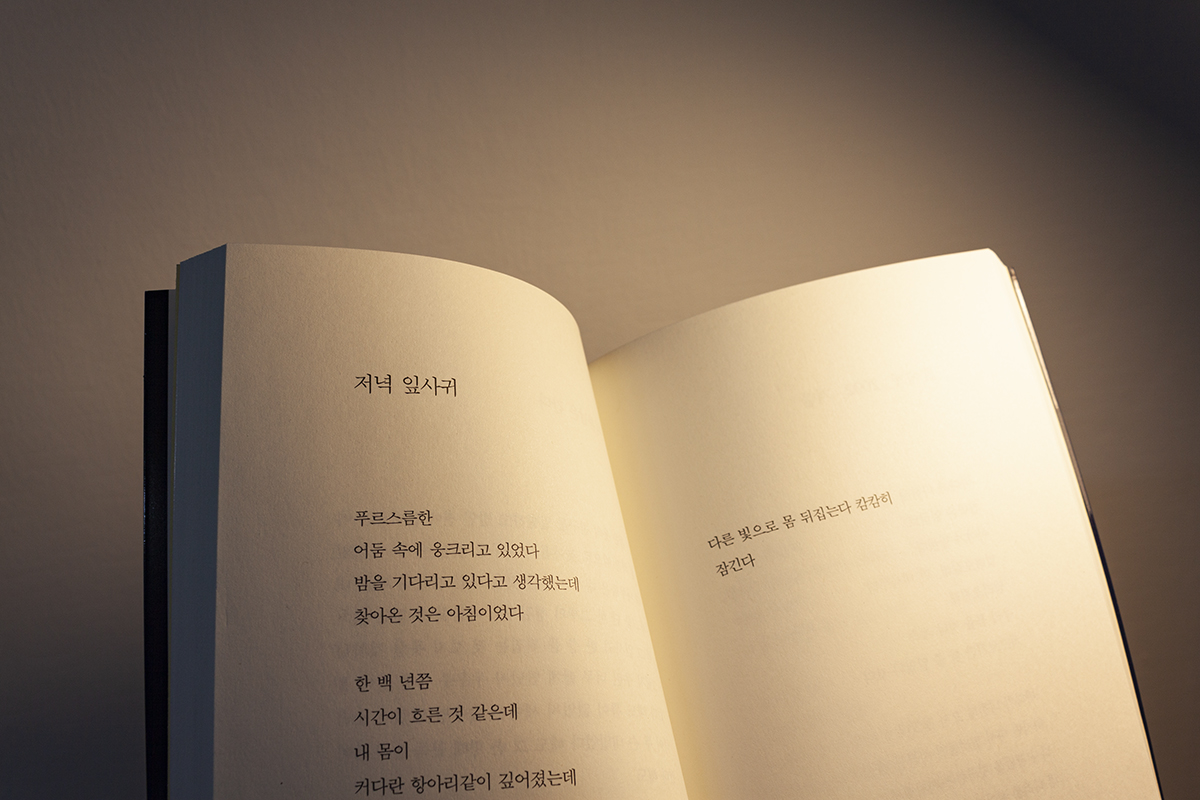 저녁 잎사귀
푸르스름한
어둠 속에 웅크리고 있었다
밤을 기다리고 있다고 생각했는데
찾아온 것은 아침이었다
한 백 년쯤
시간이 흐른 것 같은데
내 몸이
커다란 항아리같이 깊어졌는데
다른 빛으로 몸 뒤집는다 캄캄히
잠긴다